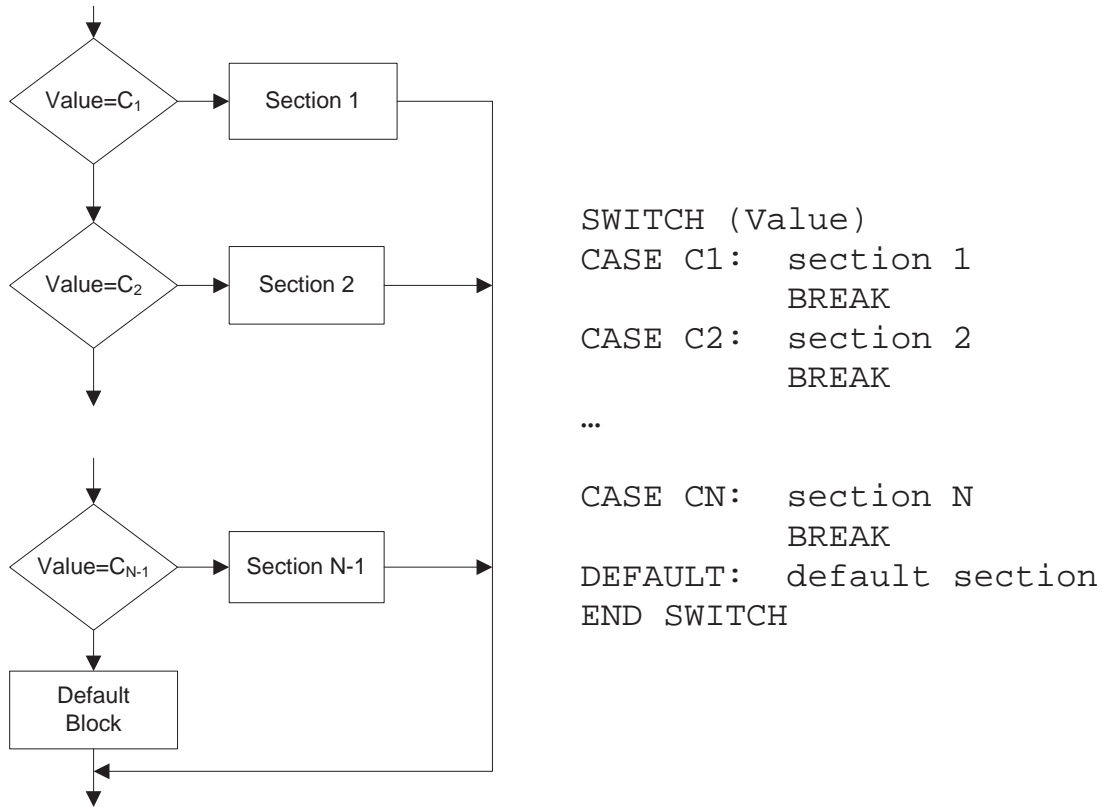 Value=C₁
Section 1
Value=C₂
Section 2
Value=C_N-1
Section N-1
Default
Block
SWITCH (Value)
CASE C1: section 1
BREAK
CASE C2: section 2
BREAK
…
CASE CN: section N
BREAK
DEFAULT: default section
END SWITCH